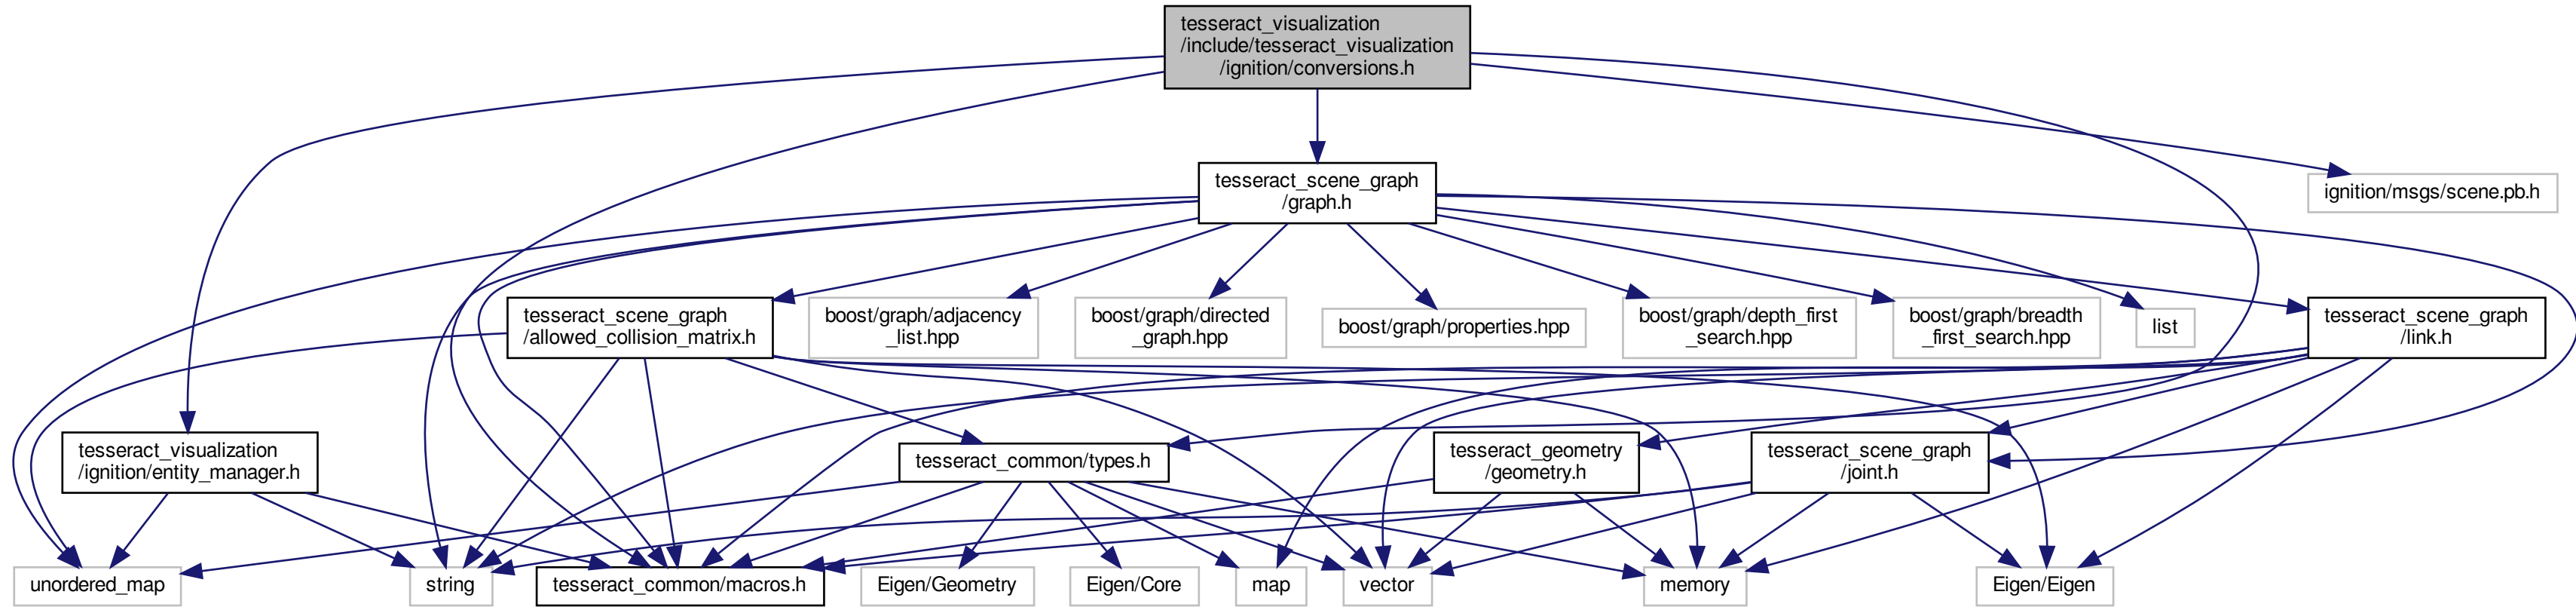 tesseract_visualization
/include/tesseract_visualization
/ignition/conversions.h
tesseract_scene_graph
/graph.h
ignition/msgs/scene.pb.h
tesseract_scene_graph
/allowed_collision_matrix.h
boost/graph/adjacency
_list.hpp
boost/graph/directed
_graph.hpp
boost/graph/properties.hpp
boost/graph/depth_first
_search.hpp
boost/graph/breadth
_first_search.hpp
list
tesseract_scene_graph
/link.h
tesseract_visualization
/ignition/entity_manager.h
tesseract_common/types.h
tesseract_geometry
/geometry.h
tesseract_scene_graph
/joint.h
unordered_map
string
tesseract_common/macros.h
Eigen/Geometry
Eigen/Core
map
vector
memory
Eigen/Eigen